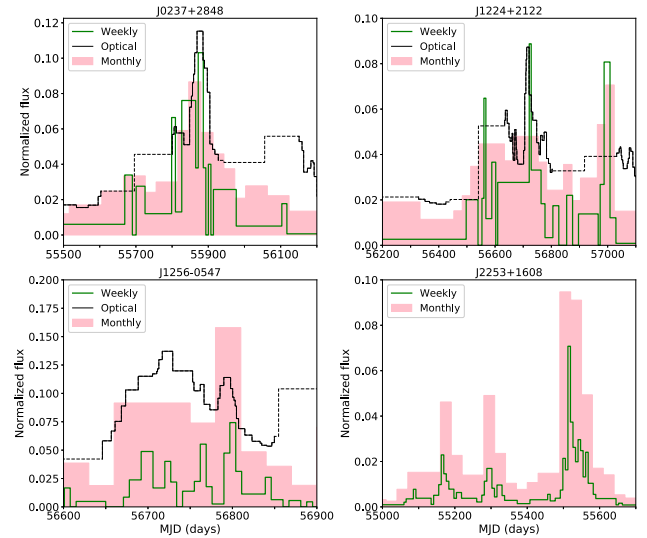 J0237+2848
Normalized flux
0.12
0.10
0.08
0.06
0.04
0.02
0.00
Weekly
Optical
Monthly
55500
55700
55900
56100
J1224+2122
0.10
0.08
0.06
0.04
0.02
0.00
Weekly
Optical
Monthly
56200
56400
56600
56800
57000
J1256-0547
Normalized flux
0.200
0.175
0.150
0.125
0.100
0.075
0.050
0.025
0.000
Weekly
Optical
Monthly
56600
56700
56800
56900
MJD (days)
J2253+1608
Normalized flux
0.10
0.08
0.06
0.04
0.02
0.00
Weekly
Monthly
55000
55200
55400
55600
MJD (days)